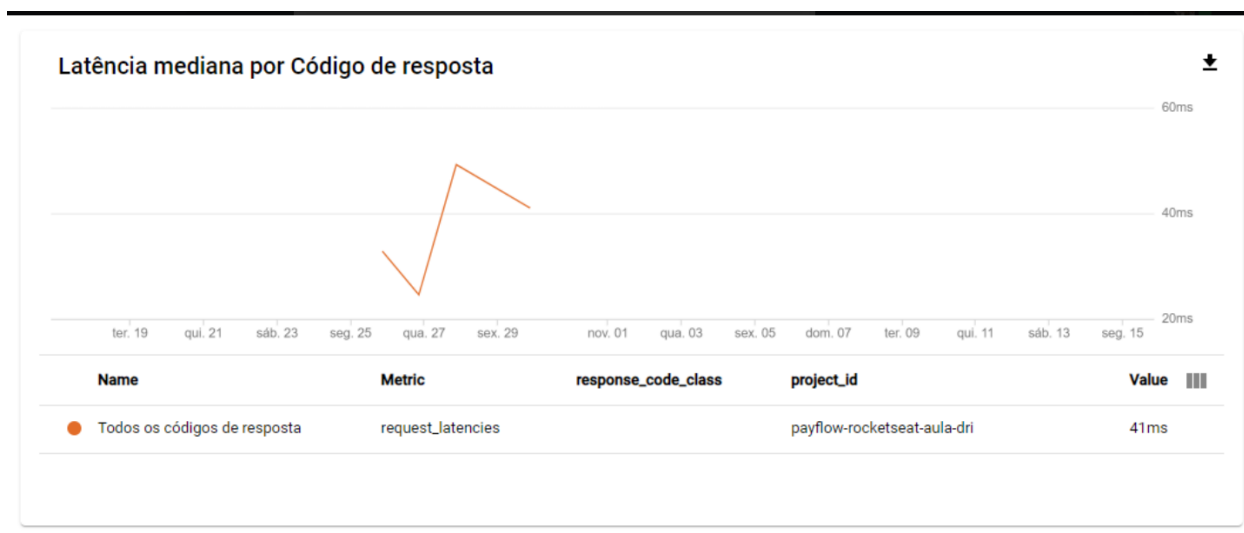 Latência mediana por Código de resposta
60ms
40ms
20ms
ter. 19 qui. 21 sáb. 23 seg. 25 qua. 27 sex. 29 nov. 01 qua. 03 sex. 05 dom. 07 ter. 09 qui. 11 sáb. 13 seg. 15
Name Metric response_code_class project_id Value
Todos os códigos de resposta request_latencies payflow-rocketseat-aula-dri 41ms